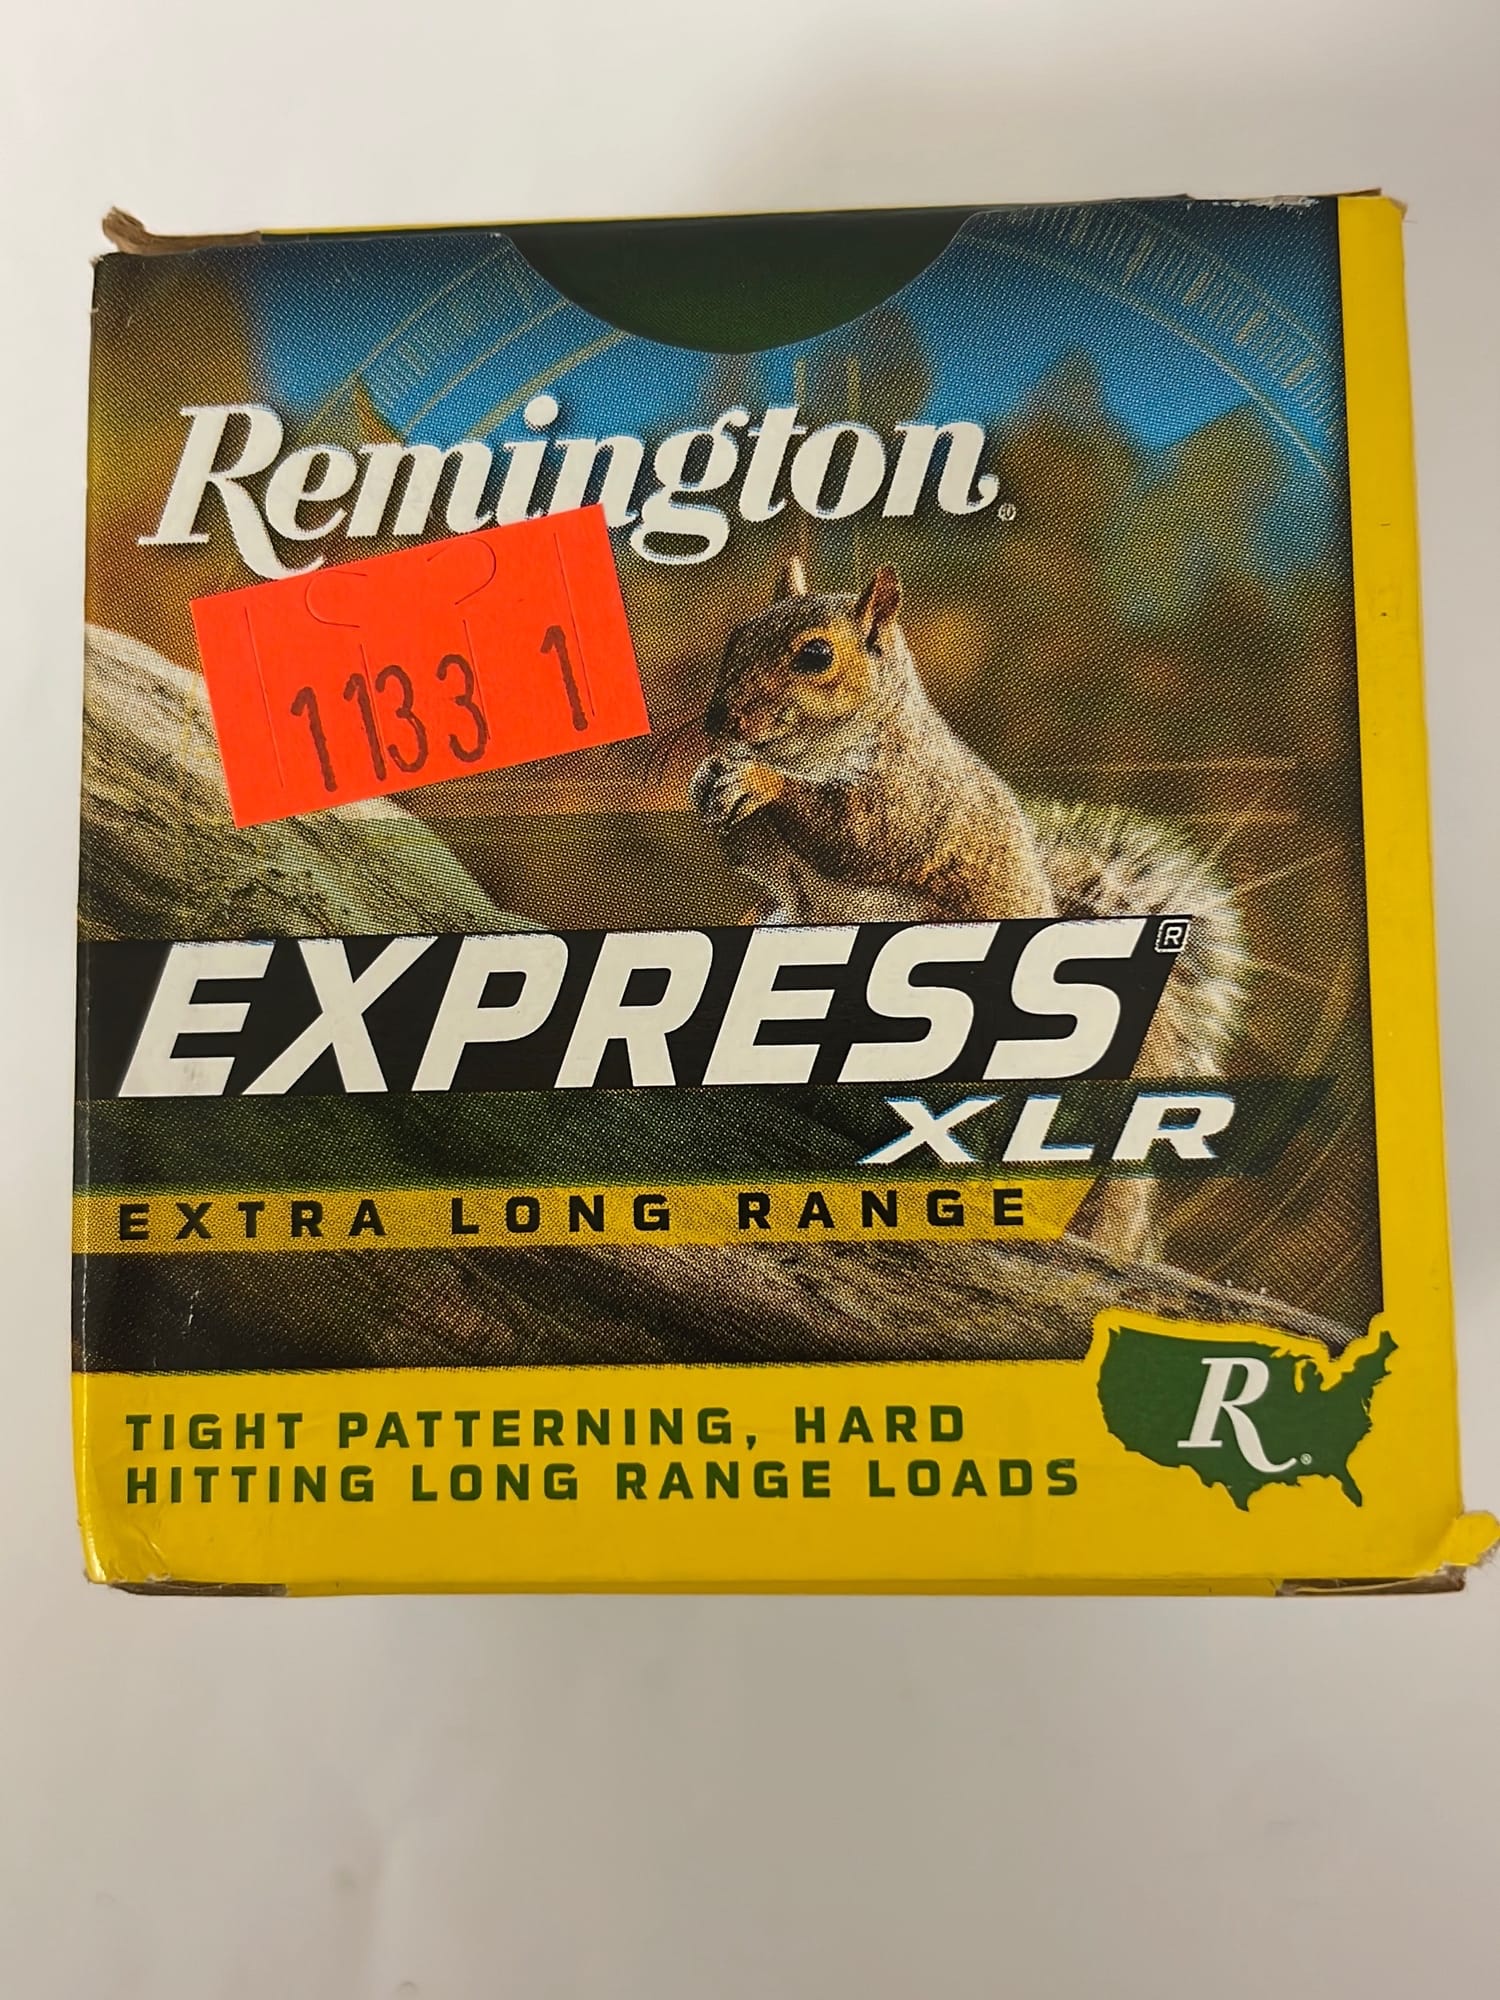 Remington®
1133 1
EXPRESS®
XLR
EXTRA LONG RANGE
TIGHT PATTERNING, HARD
HITTING LONG RANGE LOADS
R®